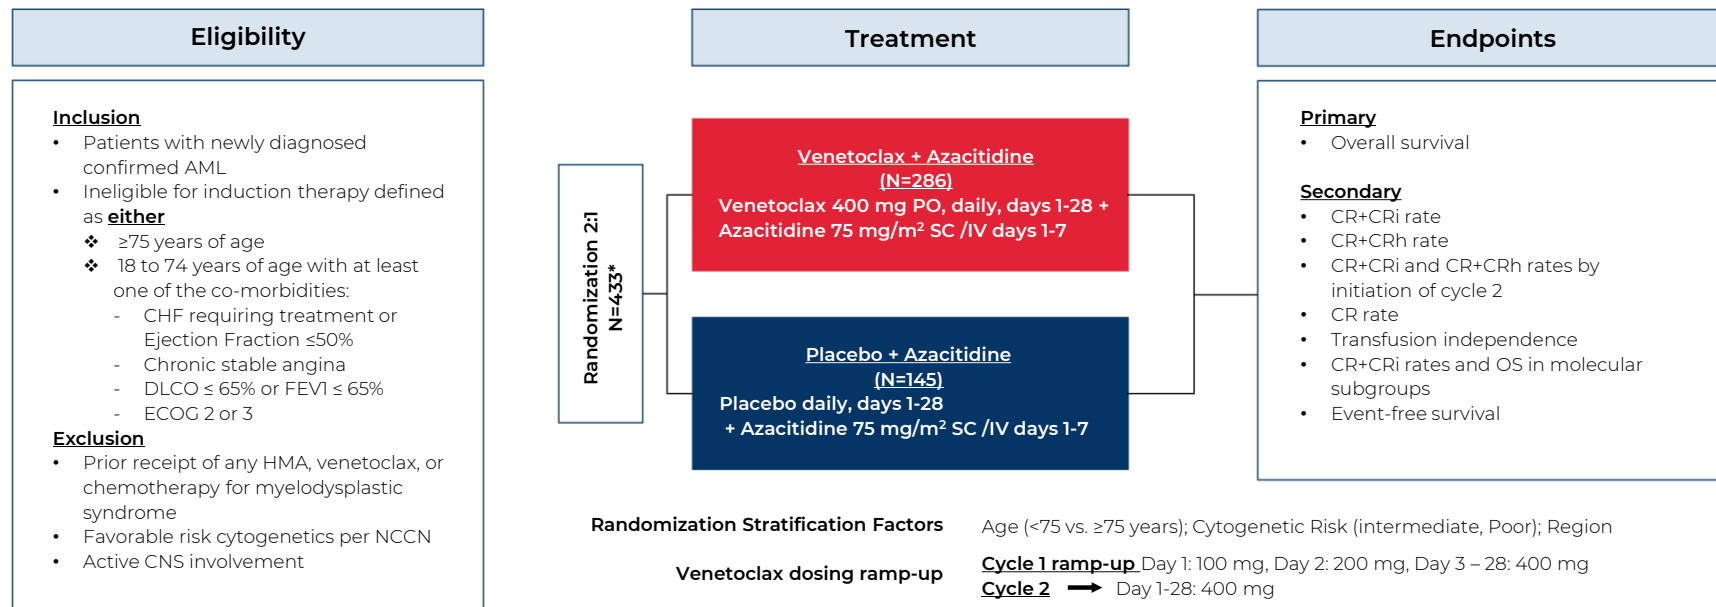 Eligibility
Inclusion
• Patients with newly diagnosed
confirmed AML
• Ineligible for induction therapy defined
as either
❖ ≥75 years of age
❖ 18 to 74 years of age with at least
one of the co-morbidities:
- CHF requiring treatment or
Ejection Fraction ≤50%
- Chronic stable angina
- DLCO ≤ 65% or FEV1 ≤ 65%
- ECOG 2 or 3
Exclusion
• Prior receipt of any HMA, venetoclax, or
chemotherapy for myelodysplastic
syndrome
• Favorable risk cytogenetics per NCCN
• Active CNS involvement
Treatment
Randomization 2:1
N=433*
Venetoclax + Azacitidine
(N=286)
Venetoclax 400 mg PO, daily, days 1-28 +
Azacitidine 75 mg/m² SC /IV days 1-7
Placebo + Azacitidine
(N=145)
Placebo daily, days 1-28
+ Azacitidine 75 mg/m² SC /IV days 1-7
Endpoints
Primary
• Overall survival
Secondary
• CR+CRi rate
• CR+CRh rate
• CR+CRi and CR+CRh rates by
initiation of cycle 2
• CR rate
• Transfusion independence
• CR+CRi rates and OS in molecular
subgroups
• Event-free survival
Randomization Stratification Factors Age (<75 vs. ≥75 years); Cytogenetic Risk (intermediate, Poor); Region
Venetoclax dosing ramp-up Cycle 1 ramp-up Day 1: 100 mg, Day 2: 200 mg, Day 3 – 28: 400 mg
Cycle 2 → Day 1-28: 400 mg